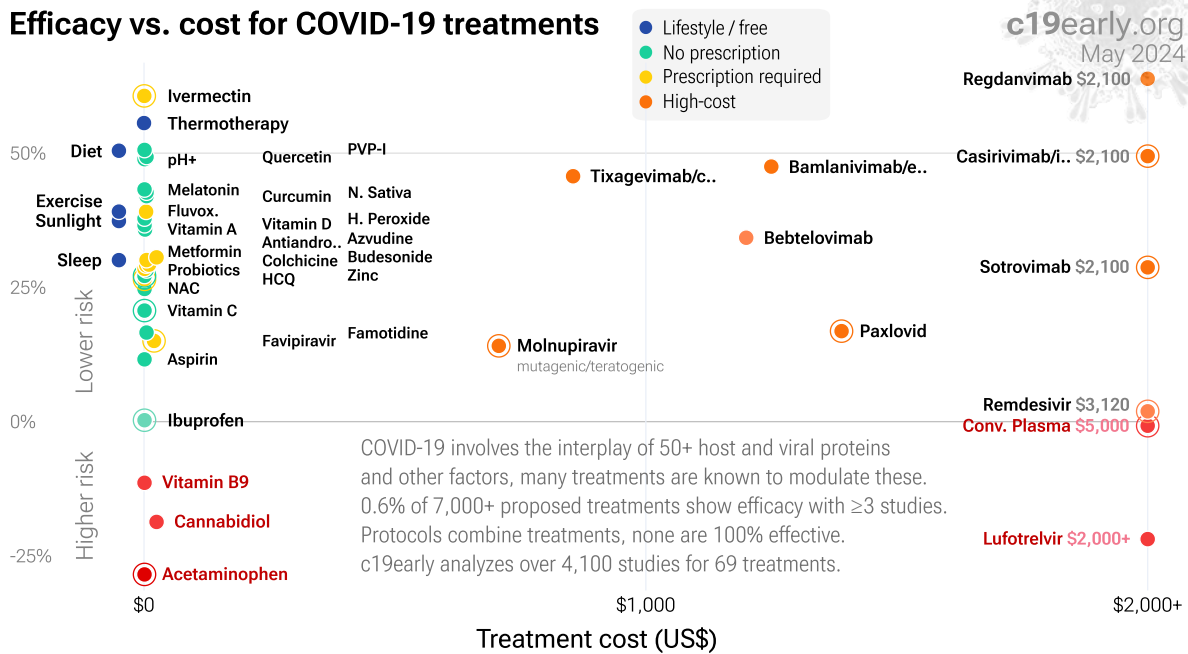 Efficacy vs. cost for COVID-19 treatments
Lifestyle / free
No prescription
Prescription required
High-cost
c19early.org
May 2024
Regdanvimab $2,100
Ivermectin
Thermotherapy
50%
Diet
pH+
Quercetin
PVP-I
Casirivimab/i.. $2,100
Bamlanivimab/e..
Tixagevimab/c..
Melatonin
Curcumin
N. Sativa
Exercise
Fluvox.
H. Peroxide
Sunlight
Vitamin A
Vitamin D
Antiandro..
Azvudine
Bebtelovimab
Metformin
Sleep
Colchicine
Budesonide
Probiotics
HCQ
Zinc
Sotrovimab $2,100
25%
NAC
Vitamin C
Lower risk
Favipiravir
Famotidine
Paxlovid
Molnupiravir
mutagenic/teratogenic
Aspirin
Remdesivir $3,120
0%
Ibuprofen
Conv. Plasma $5,000
COVID-19 involves the interplay of 50+ host and viral proteins
and other factors, many treatments are known to modulate these.
0.6% of 7,000+ proposed treatments show efficacy with ≥3 studies.
Protocols combine treatments, none are 100% effective.
c19early analyzes over 4,100 studies for 69 treatments.
Higher risk
Vitamin B9
Cannabidiol
Lufotrelvir $2,000+
-25%
Acetaminophen
$0
$1,000
$2,000+
Treatment cost (US$)